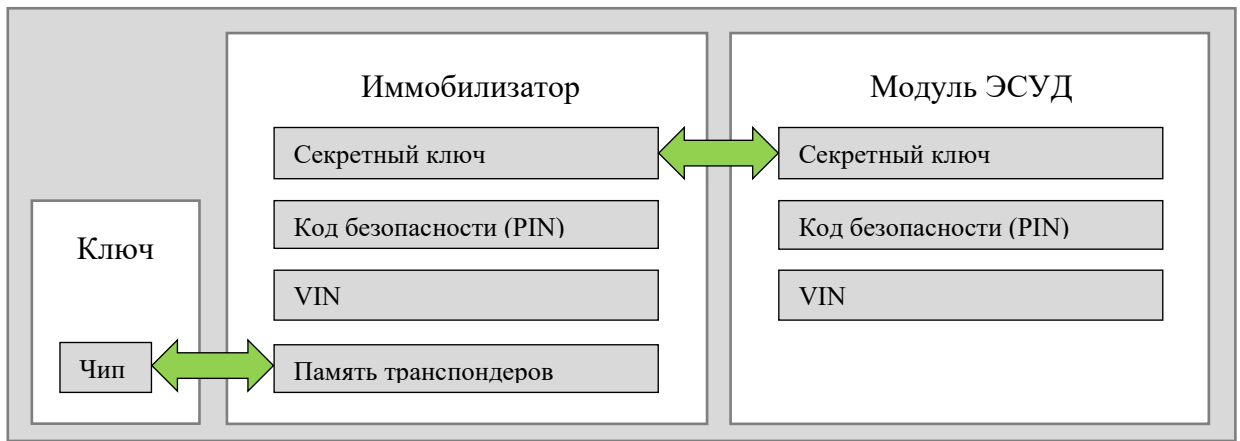 Иммобилизатор
Модуль ЭСУД
Секретный ключ
Секретный ключ
Код безопасности (PIN)
Код безопасности (PIN)
Ключ
VIN
VIN
Чип
Память транспондеров